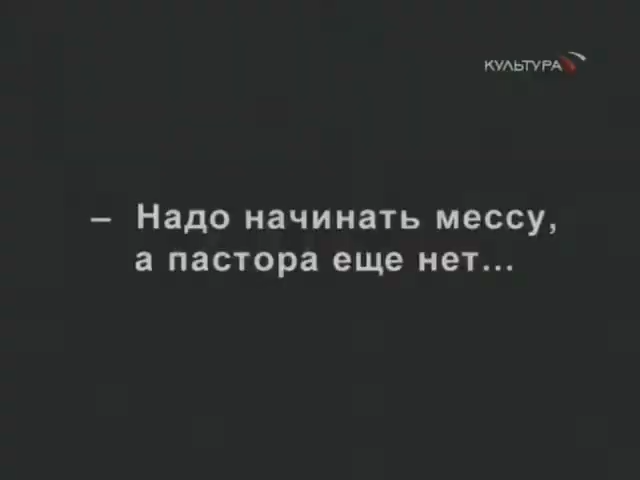 КУЛЬТУРА
– Надо начинать мессу,
а пастора еще нет...